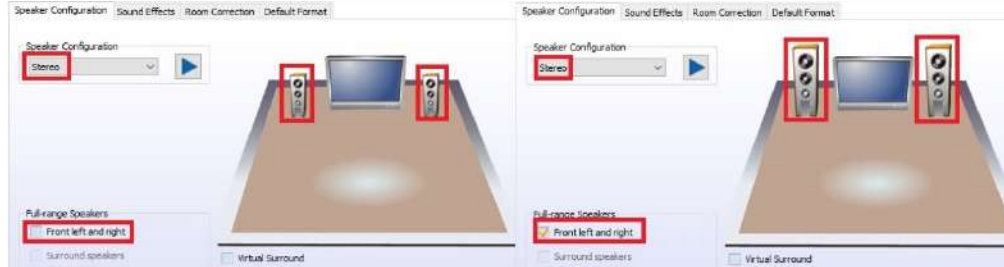 Speaker Configuration Sound Effects Room Correction Default Format
Speaker Configuration
Stereo
Full-range Speakers
Front left and right
Surround speakers
Virtual Surround
Speaker Configuration Sound Effects Room Correction Default Format
Speaker Configuration
Stereo
Full-range Speakers
Front left and right
Surround speakers
Virtual Surround